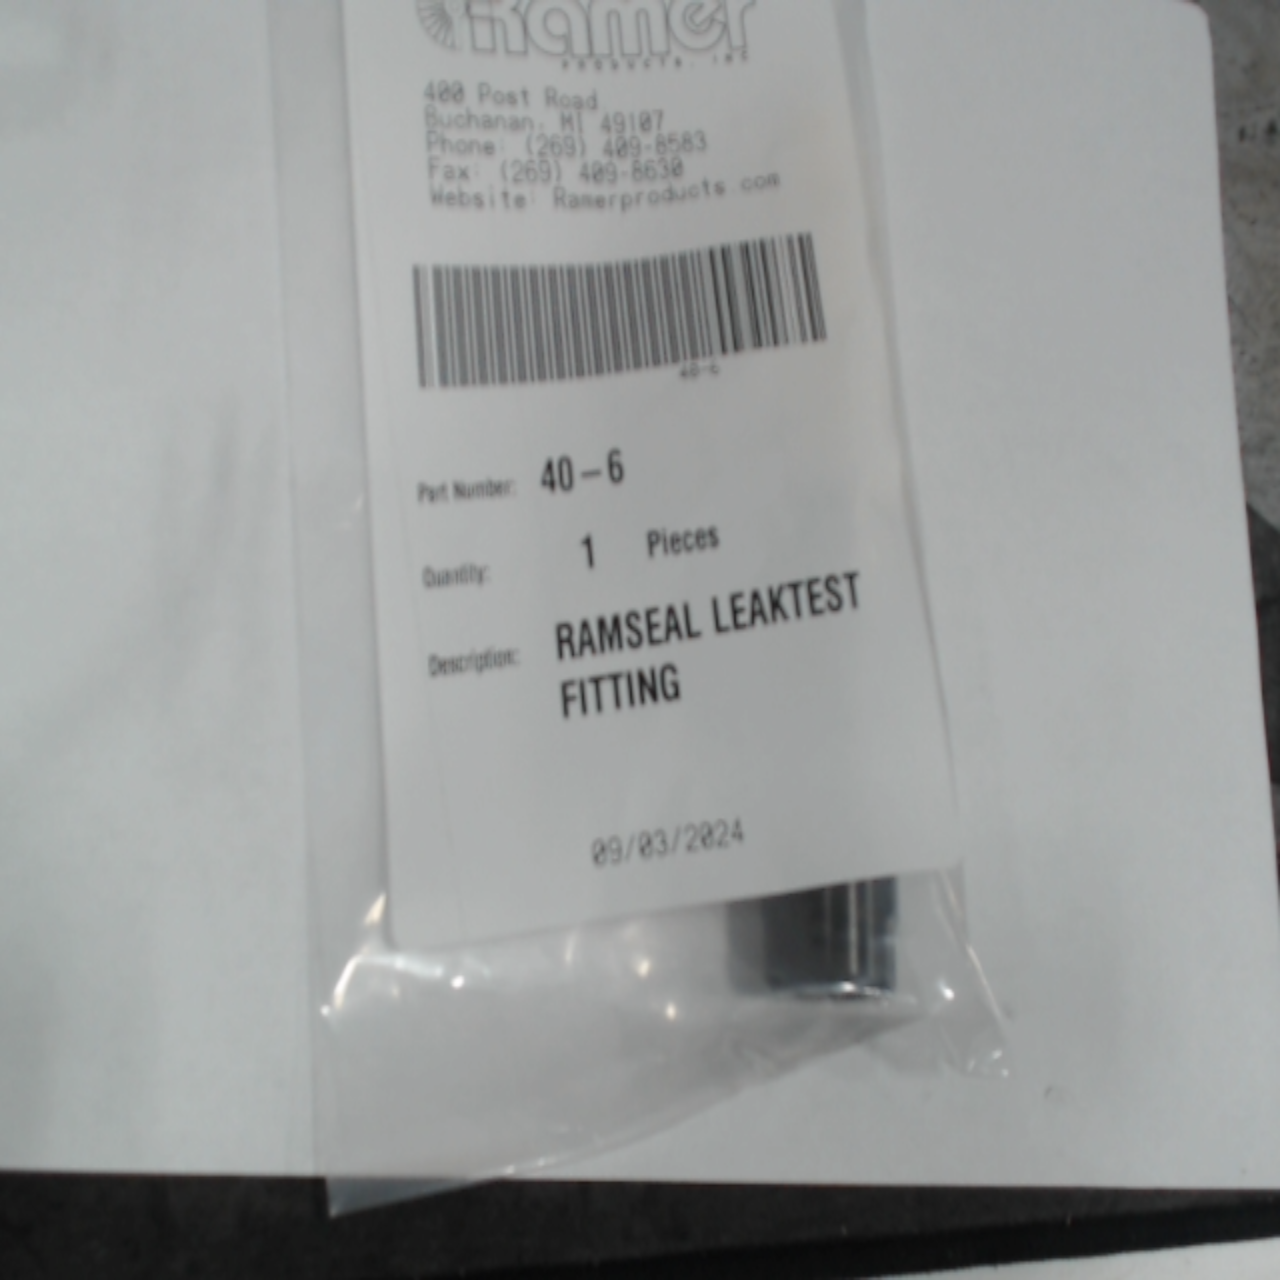 Ramer
PRODUCTS, INC
400 Post Road
Buchanan, MI 49107
Phone: (269) 409-8583
Fax: (269) 409-8630
Website: Ramerproducts.com
40-6
Part Number: 40-6
Quantity: 1 Pieces
Description: RAMSEAL LEAKTEST
FITTING
09/03/2024